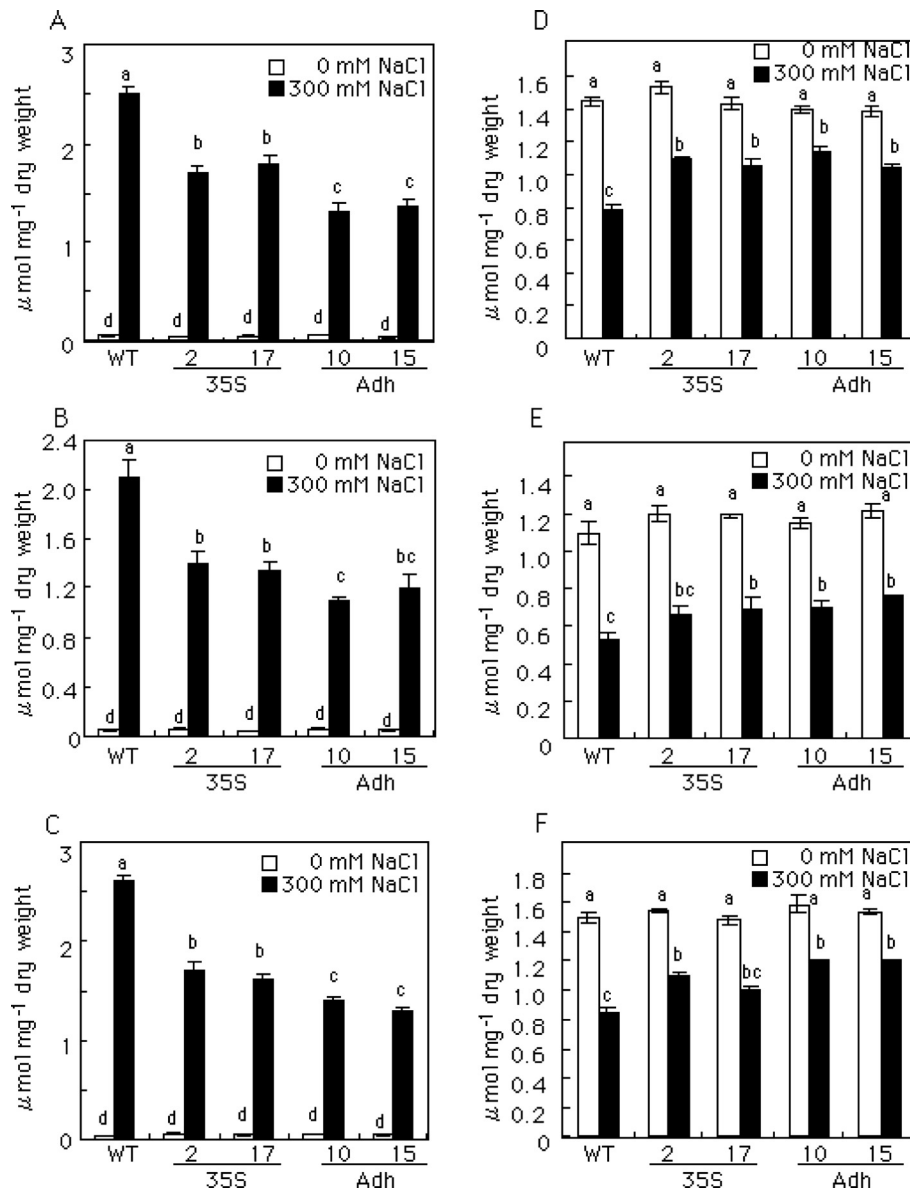 A
μmol mg⁻¹ dry weight
3
2
1
0
0 mM NaCl
300 mM NaCl
d a d b d b d c d c
WT 2 17 10 15
35S Adh
B
μmol mg⁻¹ dry weight
2.4
2.0
1.6
1.2
0.8
0.4
0
0 mM NaCl
300 mM NaCl
d a d b d b d c d bc
WT 2 17 10 15
35S Adh
C
μmol mg⁻¹ dry weight
3
2
1
0
0 mM NaCl
300 mM NaCl
d a d b d b d c d c
WT 2 17 10 15
35S Adh
D
μmol mg⁻¹ dry weight
1.6
1.4
1.2
1.0
0.8
0.6
0.4
0.2
0
0 mM NaCl
300 mM NaCl
a c a b a b a b a b
WT 2 17 10 15
35S Adh
E
μmol mg⁻¹ dry weight
1.4
1.2
0.8
0.6
0.4
0.2
0
0 mM NaCl
300 mM NaCl
a c a bc a b a b a b
WT 2 17 10 15
35S Adh
F
μmol mg⁻¹ dry weight
1.8
1.6
1.4
1.2
1.0
0.8
0.6
0.4
0.2
0
0 mM NaCl
300 mM NaCl
a c a b a bc a b a b
WT 2 17 10 15
35S Adh